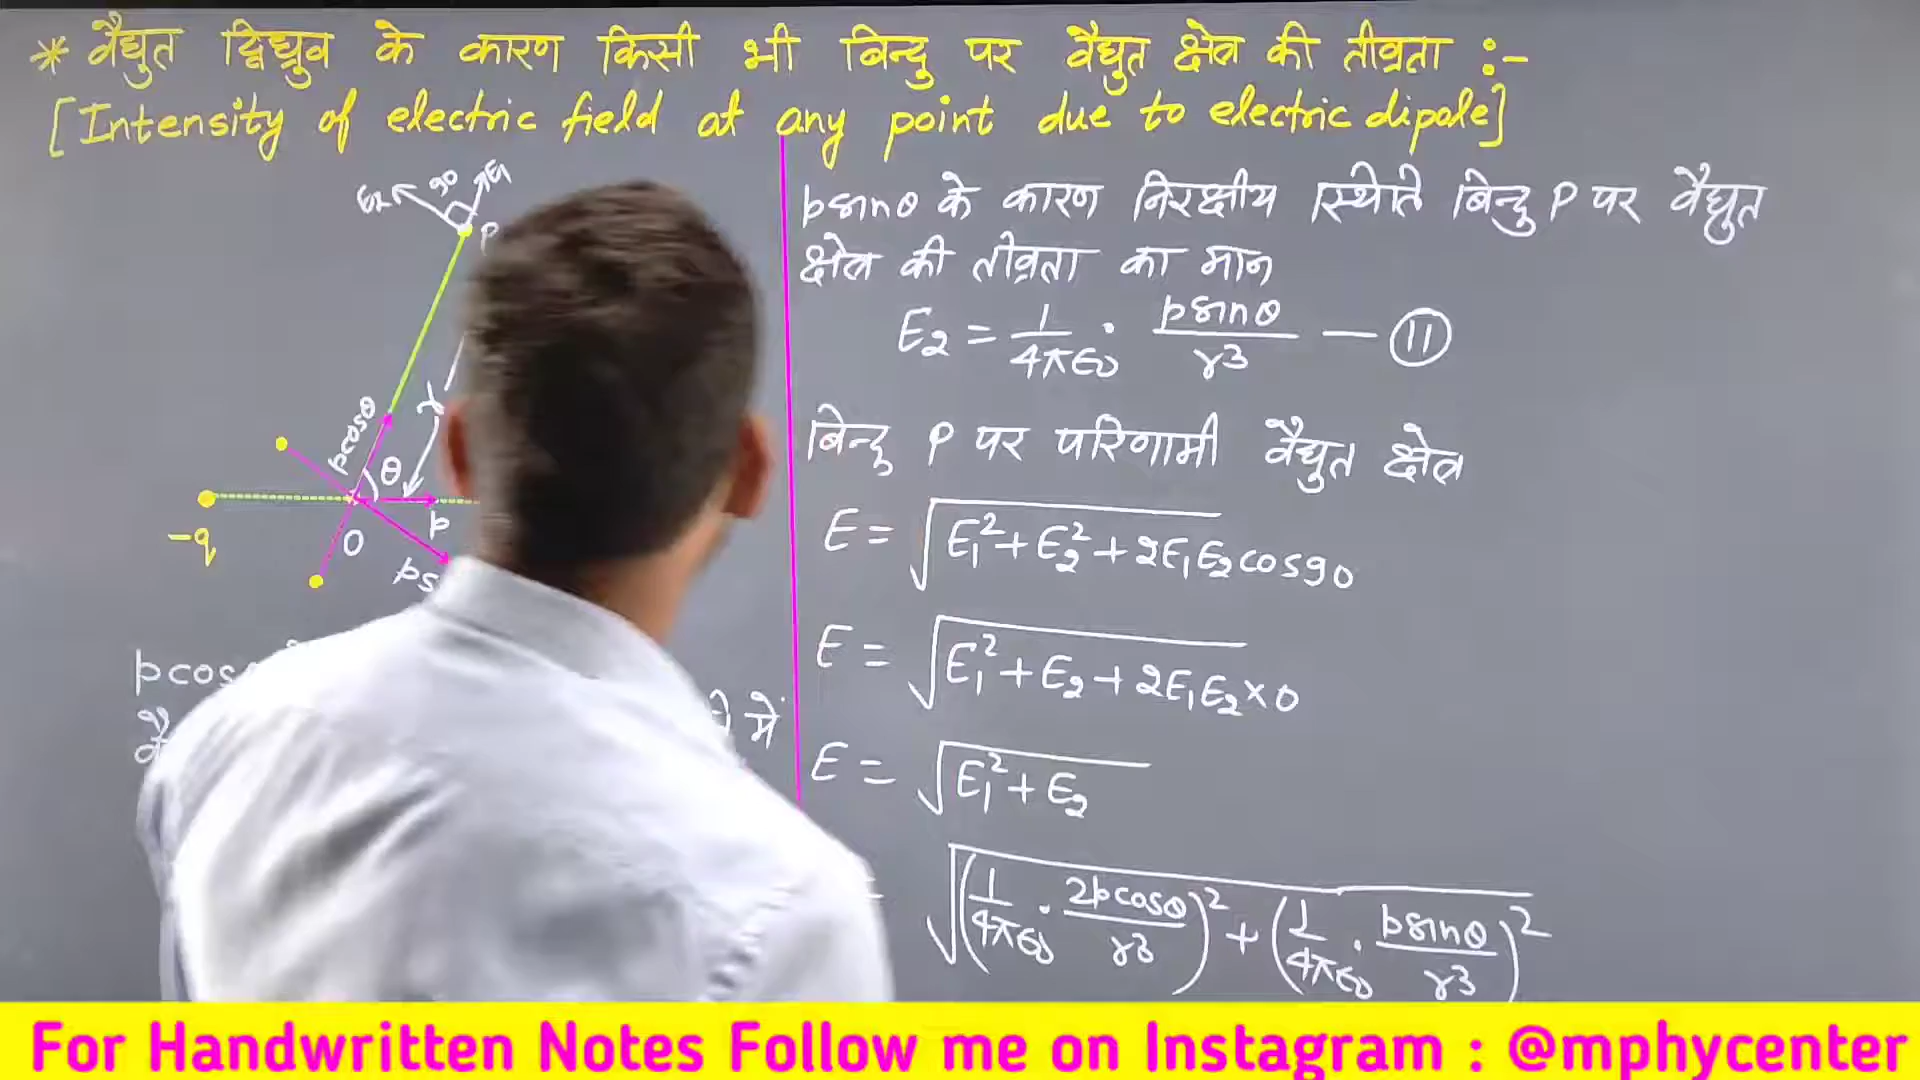 * वैद्युत द्विध्रुव के कारण किसी भी बिन्दु पर वैद्युत क्षेत्र की तीव्रता :-
[Intensity of electric field at any point due to electric dipole]
E2 90 E1
P
pcosθ
r
θ
-q
O
p
ps
pcos
में
psinθ के कारण निरक्षीय स्थिति बिन्दु P पर वैद्युत
क्षेत्र की तीव्रता का मान
E2 = 1/4πε0 · psinθ/r3 — (11)
बिन्दु P पर परिणामी वैद्युत क्षेत्र
E = √E1² + E2² + 2E1E2cos90
E = √E1² + E2 + 2E1E2×0
E = √E1² + E2
= √(1/4πε0 · 2pcosθ/r3)² + (1/4πε0 · psinθ/r3)²
For Handwritten Notes Follow me on Instagram : @mphycenter